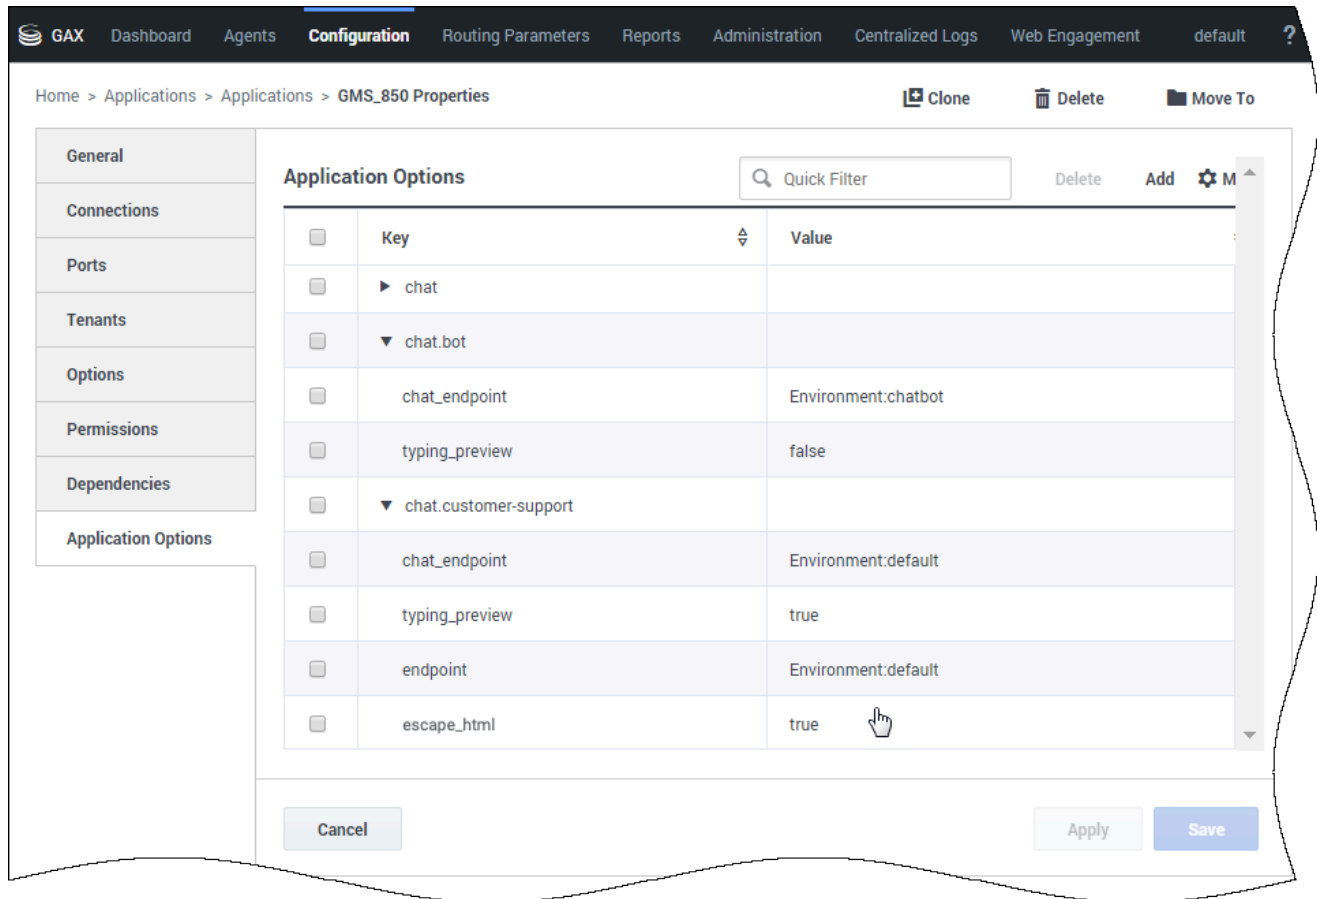 GAX Dashboard Agents Configuration Routing Parameters Reports Administration Centralized Logs Web Engagement default ?
Home > Applications > Applications > GMS_850 Properties Clone Delete Move To
General
Connections
Ports
Tenants
Options
Permissions
Dependencies
Application Options
Application Options Quick Filter Delete Add M
Key Value
chat
chat.bot
chat_endpoint Environment:chatbot
typing_preview false
chat.customer-support
chat_endpoint Environment:default
typing_preview true
endpoint Environment:default
escape_html true
Cancel Apply Save